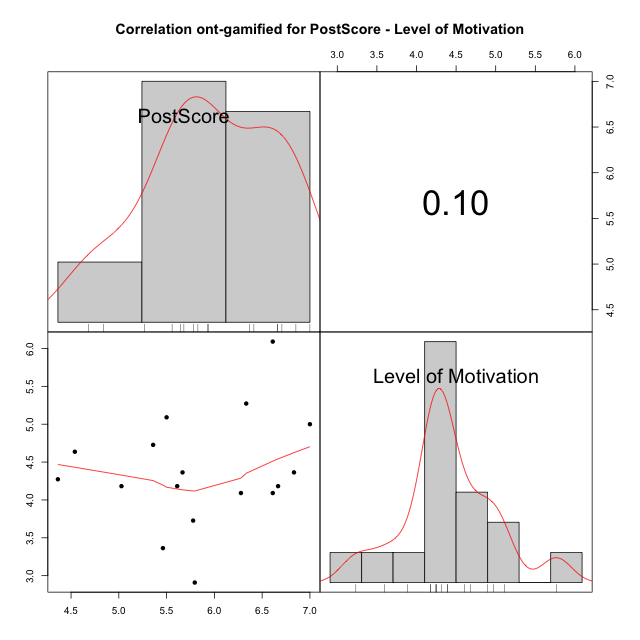 Correlation ont-gamified for PostScore - Level of Motivation
3.0 3.5 4.0 4.5 5.0 5.5 6.0
PostScore
0.10
7.0
6.5
6.0
5.5
5.0
4.5
6.0
5.5
5.0
4.5
4.0
3.5
3.0
Level of Motivation
4.5 5.0 5.5 6.0 6.5 7.0